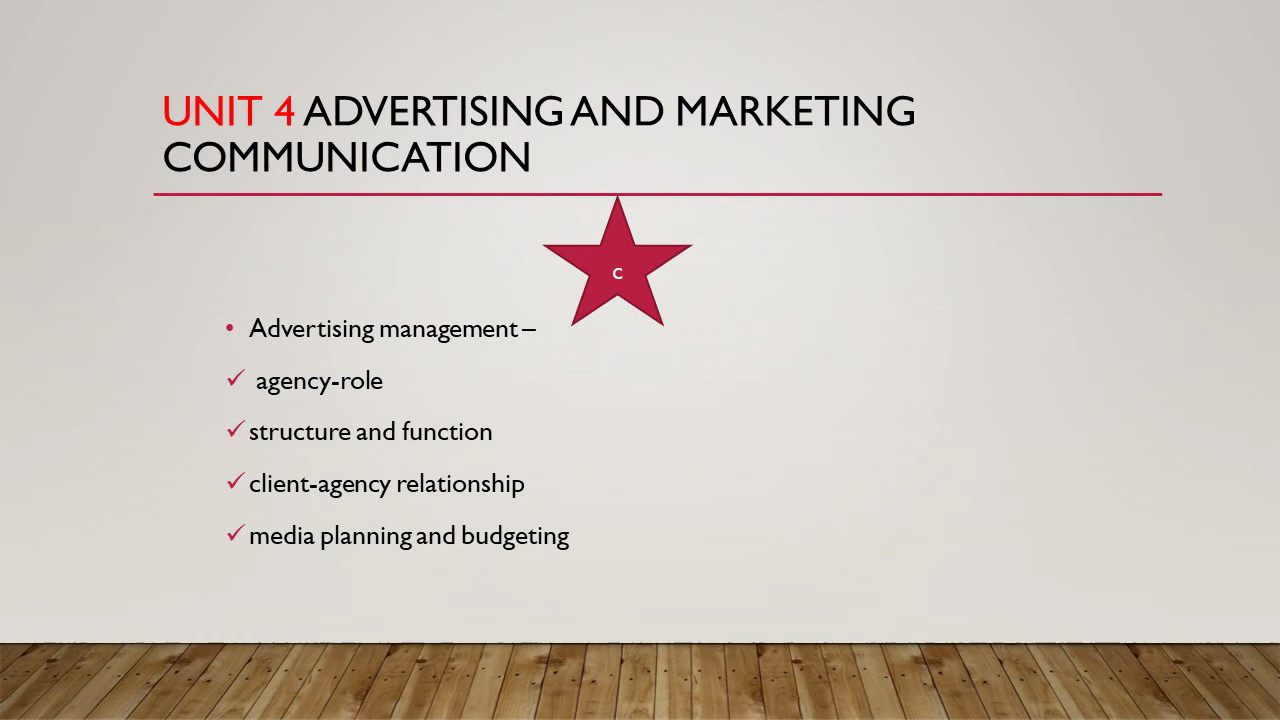 UNIT 4 ADVERTISING AND MARKETING
COMMUNICATION
C
• Advertising management –
✓ agency-role
✓ structure and function
✓ client-agency relationship
✓ media planning and budgeting